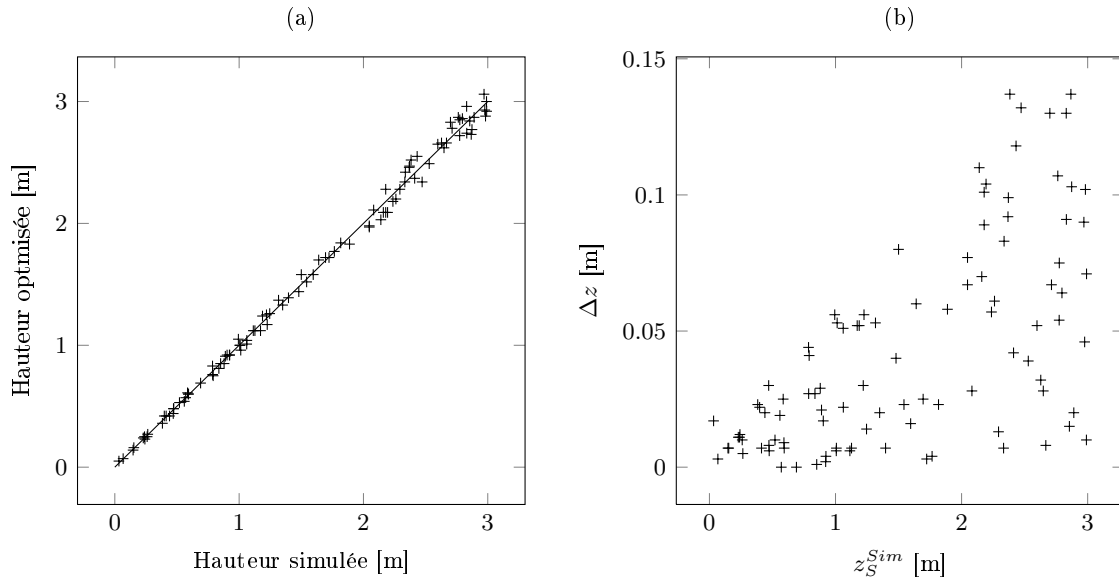 (a)
3
2
1
0
0 1 2 3
Hauteur simulée [m]
Hauteur optmisée [m]
(b)
0.15
0.1
0.05
0
0 1 2 3
z_S^{Sim} [m]
Δz [m]